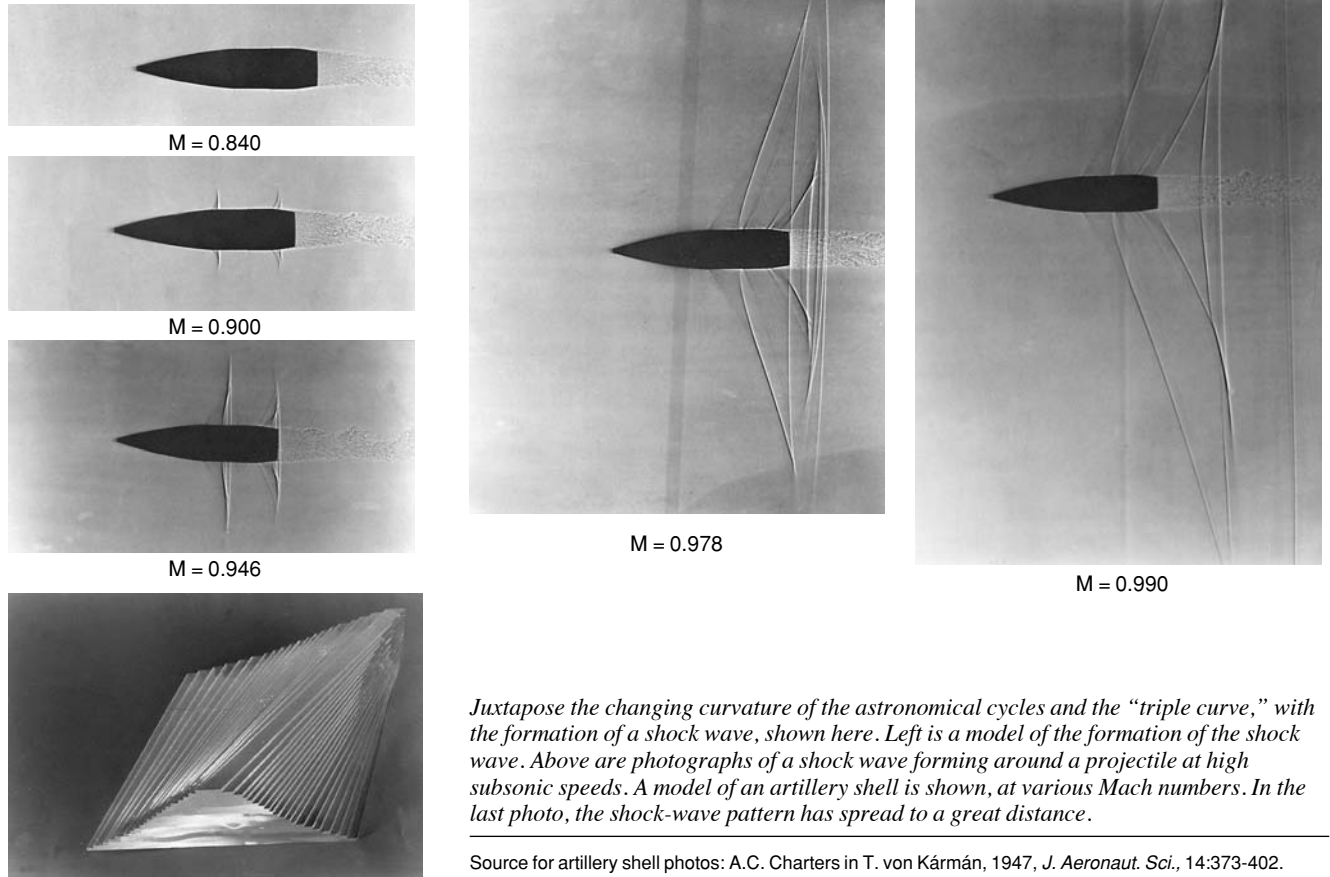 M = 0.840
M = 0.900
M = 0.946
M = 0.978
M = 0.990
Juxtapose the changing curvature of the astronomical cycles and the “triple curve,” with
the formation of a shock wave, shown here. Left is a model of the formation of the shock
wave. Above are photographs of a shock wave forming around a projectile at high
subsonic speeds. A model of an artillery shell is shown, at various Mach numbers. In the
last photo, the shock-wave pattern has spread to a great distance.
Source for artillery shell photos: A.C. Charters in T. von Kármán, 1947, J. Aeronaut. Sci., 14:373-402.